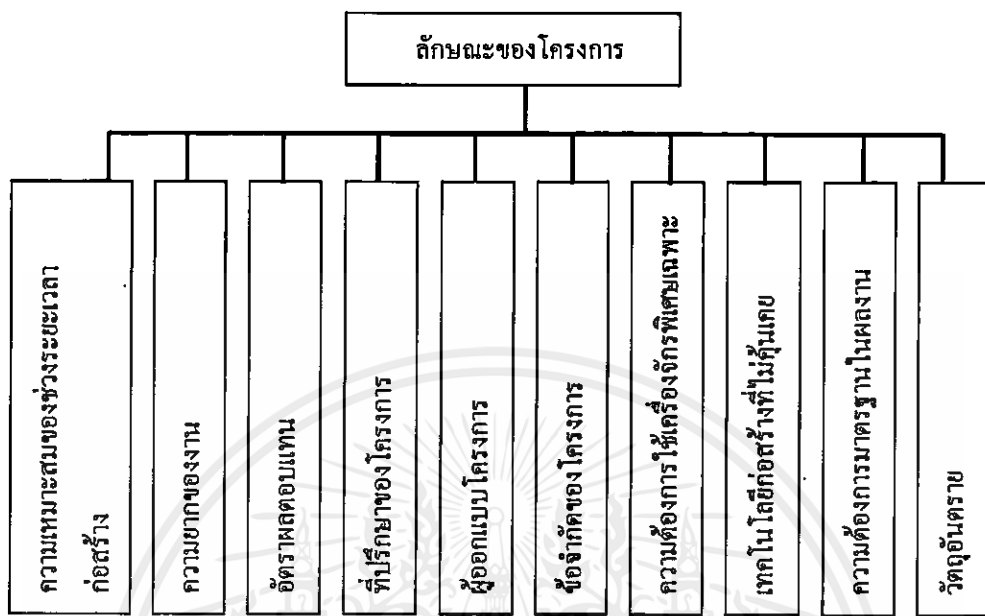 ลักษณะของโครงการ
ความเหมาะสมของช่วงระยะเวลา
ก่อสร้าง
ความยากของงาน
อัตราผลตอบแทน
ที่ปรึกษาของโครงการ
ผู้ออกแบบโครงการ
ข้อจำกัดของโครงการ
ความต้องการใช้เครื่องจักรพิเศษเฉพาะ
เทคโนโลยีก่อสร้างที่ไม่คุ้นเคย
ความต้องการมาตรฐานในผลงาน
วัตถุอันตราย